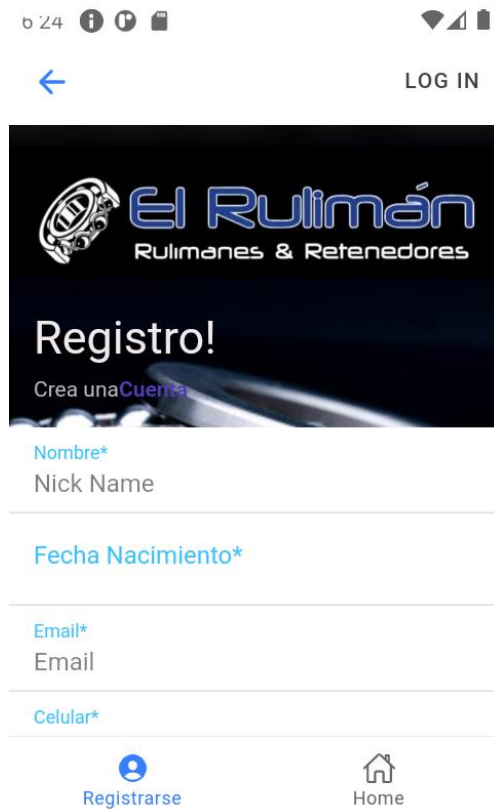 6 24
LOG IN
El Rulimán
Rulimanes & Retenedores
Registro!
Crea unaCuenta
Nombre*
Nick Name
Fecha Nacimiento*
Email*
Email
Celular*
Registrarse
Home